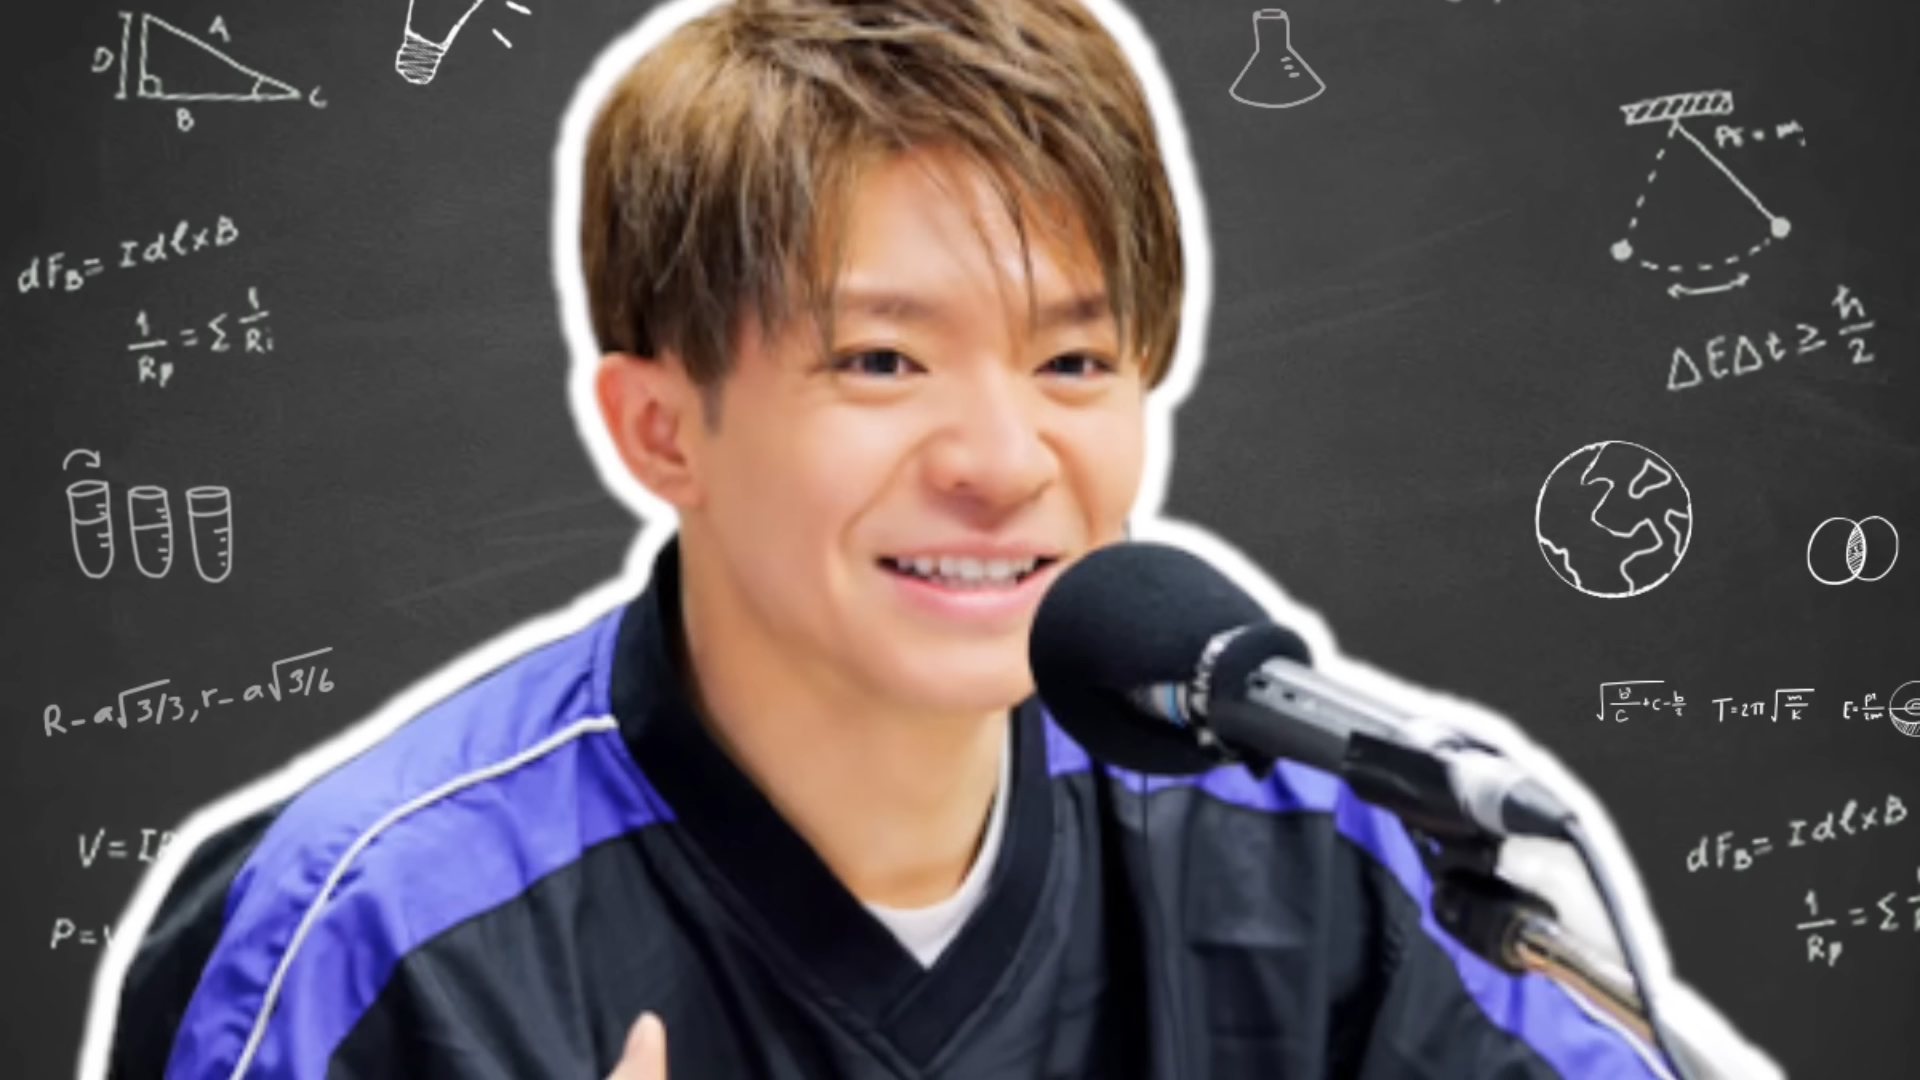 A
D
B
C
dF_B = Idl×B
1/R_p = Σ 1/R_i
ΔEΔt ≥ ħ/2
R-a√3/3, r-a√3/6
T=2π√m/k
V=I
P=
dF_B = Idl×B
1/R_p = Σ